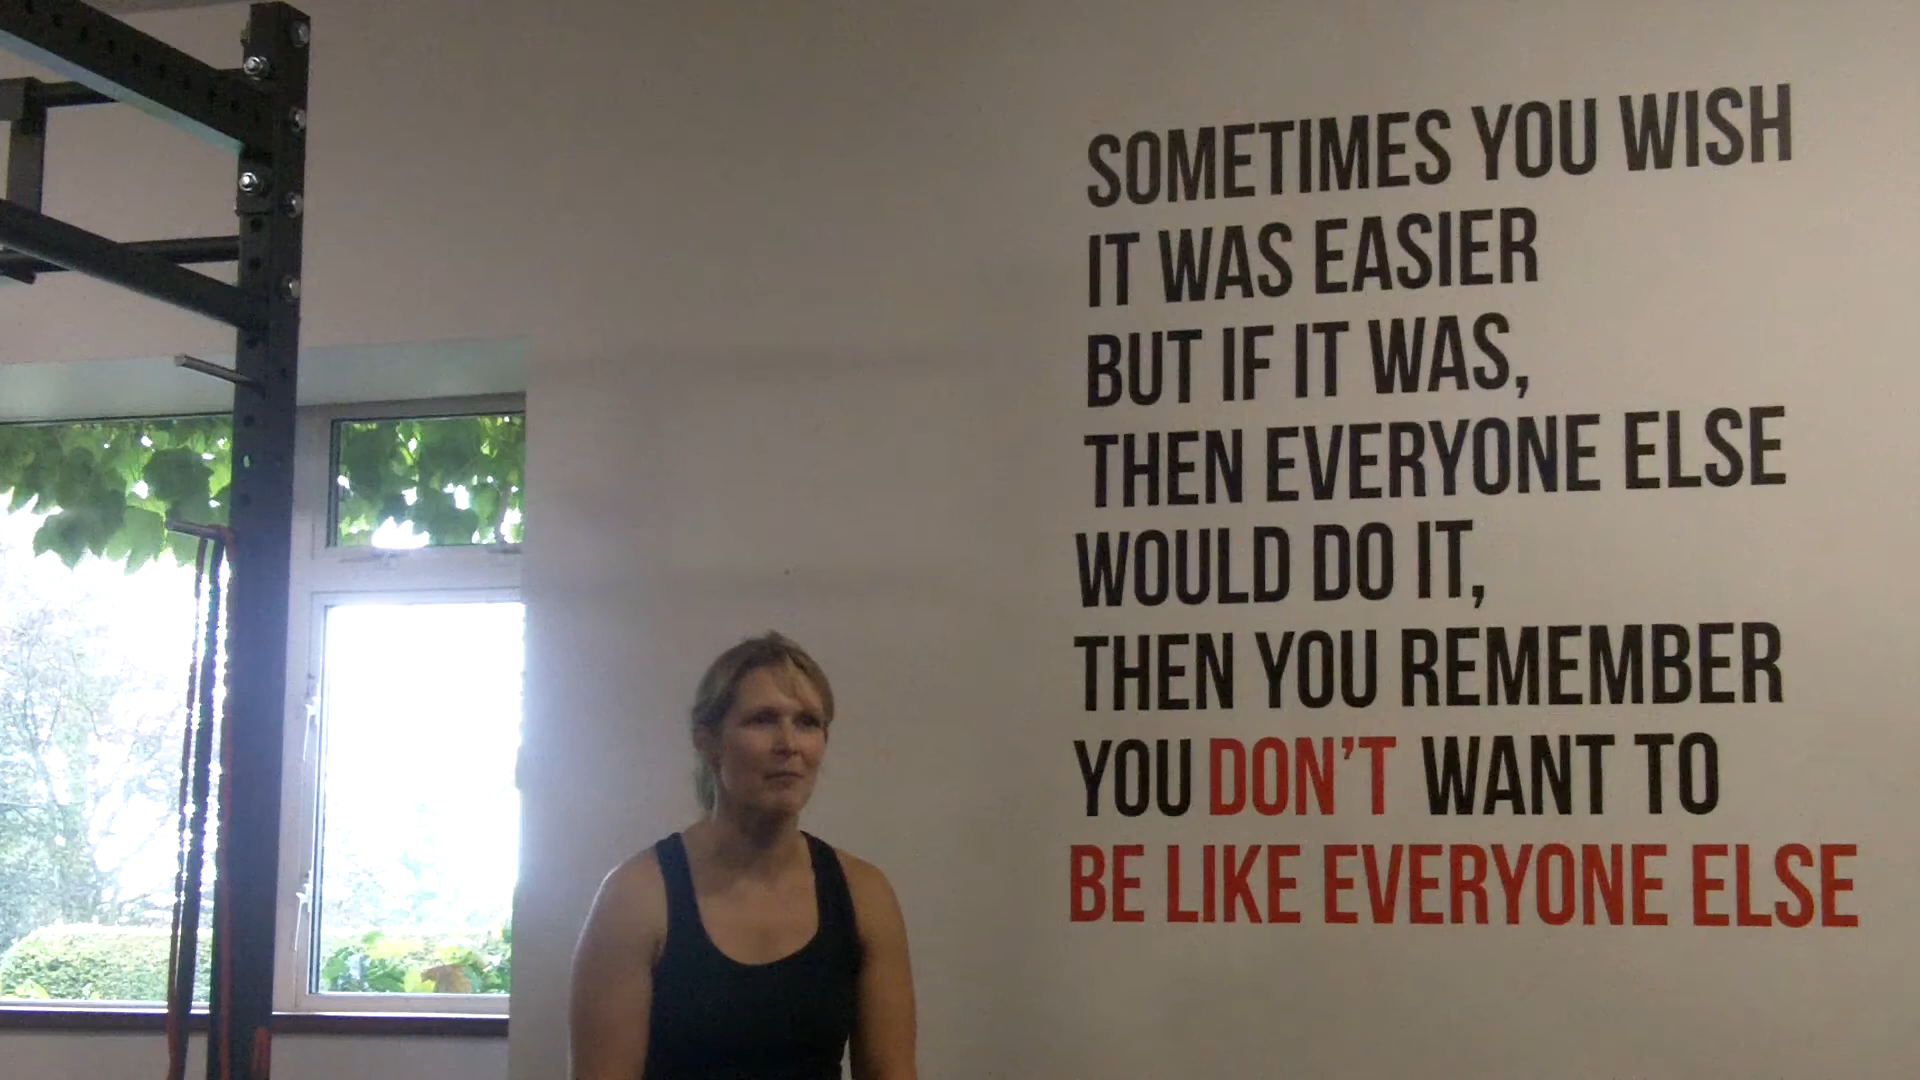 SOMETIMES YOU WISH
IT WAS EASIER
BUT IF IT WAS,
THEN EVERYONE ELSE
WOULD DO IT,
THEN YOU REMEMBER
YOU DON'T WANT TO
BE LIKE EVERYONE ELSE